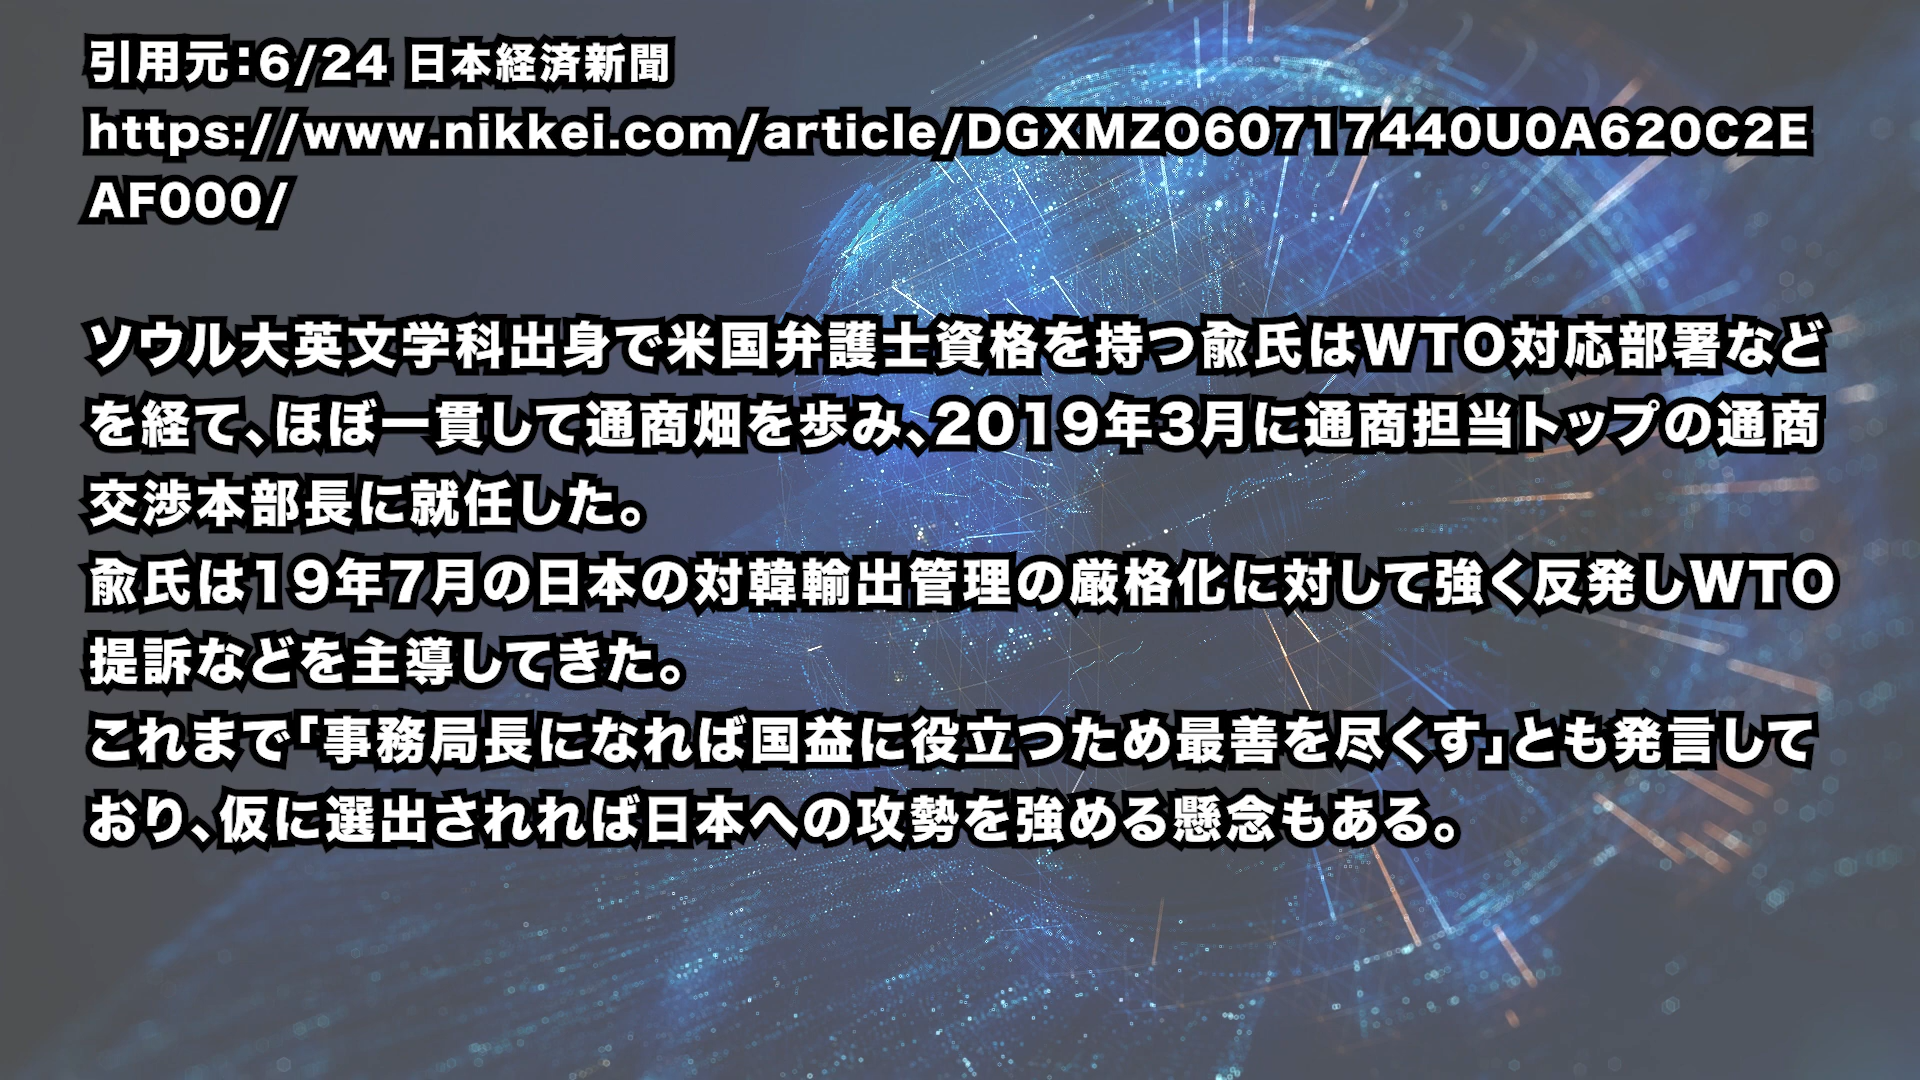 引用元：6/24 日本経済新聞
https://www.nikkei.com/article/DGXMZO60717440U0A620C2E
AF000/
ソウル大英文学科出身で米国弁護士資格を持つ兪氏はWTO対応部署など
を経て、ほぼ一貫して通商畑を歩み、2019年3月に通商担当トップの通商
交渉本部長に就任した。
兪氏は19年7月の日本の対韓輸出管理の厳格化に対して強く反発しWTO
提訴などを主導してきた。
これまで「事務局長になれば国益に役立つため最善を尽くす」とも発言して
おり、仮に選出されれば日本への攻勢を強める懸念もある。